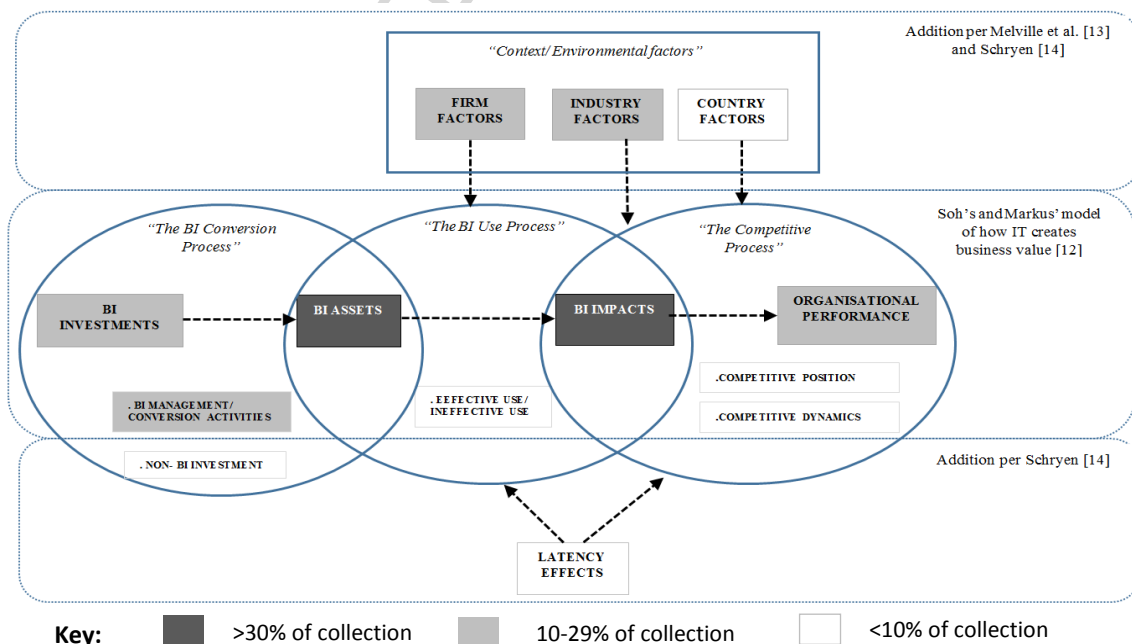 Addition per Melville et al. [13]
and Schryen [14]
“Context/ Environmental factors”
FIRM
FACTORS
INDUSTRY
FACTORS
COUNTRY
FACTORS
Soh’s and Markus’ model
of how IT creates
business value [12]
“The BI Conversion
Process”
“The BI Use Process”
“The Competitive
Process”
BI
INVESTMENTS
BI ASSETS
BI IMPACTS
ORGANISATIONAL
PERFORMANCE
. BI MANAGEMENT/
CONVERSION ACTIVITIES
. EFFECTIVE USE/
INEFFECTIVE USE
.COMPETITIVE POSITION
.COMPETITIVE DYNAMICS
. NON- BI INVESTMENT
Addition per Schryen [14]
LATENCY
EFFECTS
Key:
>30% of collection
10-29% of collection
<10% of collection